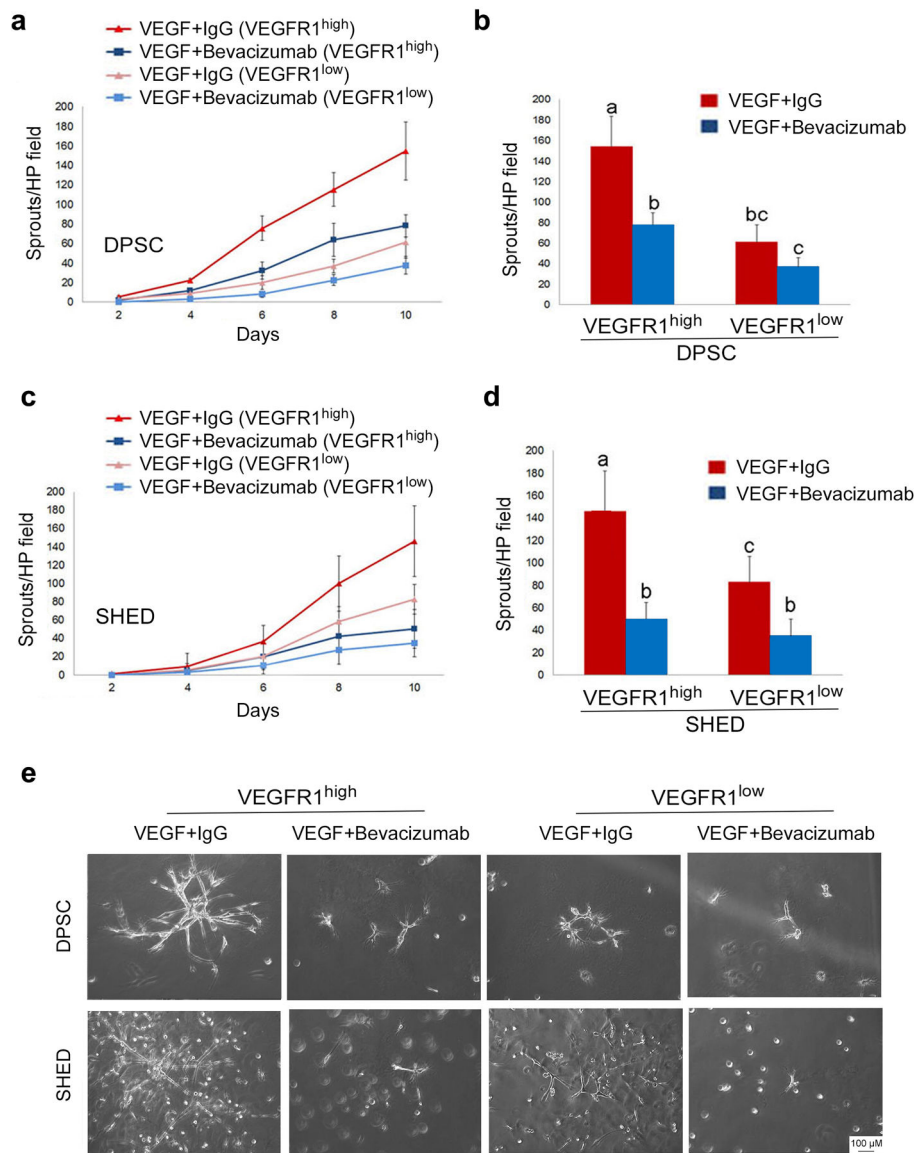 a
VEGF+IgG (VEGFR1high)
VEGF+Bevacizumab (VEGFR1high)
VEGF+IgG (VEGFR1low)
VEGF+Bevacizumab (VEGFR1low)
200
180
160
140
120
100
80
60
40
20
0
Sprouts/HP field
DPSC
2 4 6 8 10
Days
b
VEGF+IgG
VEGF+Bevacizumab
200
180
160
140
120
100
80
60
40
20
0
Sprouts/HP field
a
b
bc
c
VEGFR1high VEGFR1low
DPSC
c
VEGF+IgG (VEGFR1high)
VEGF+Bevacizumab (VEGFR1high)
VEGF+IgG (VEGFR1low)
VEGF+Bevacizumab (VEGFR1low)
200
180
160
140
120
100
80
60
40
20
0
Sprouts/HP field
SHED
2 4 6 8 10
Days
d
VEGF+IgG
VEGF+Bevacizumab
200
180
160
140
120
100
80
60
40
20
0
Sprouts/HP field
a
b
c
b
VEGFR1high VEGFR1low
SHED
e
VEGFR1high VEGFR1low
VEGF+IgG VEGF+Bevacizumab VEGF+IgG VEGF+Bevacizumab
DPSC
SHED
100 µM